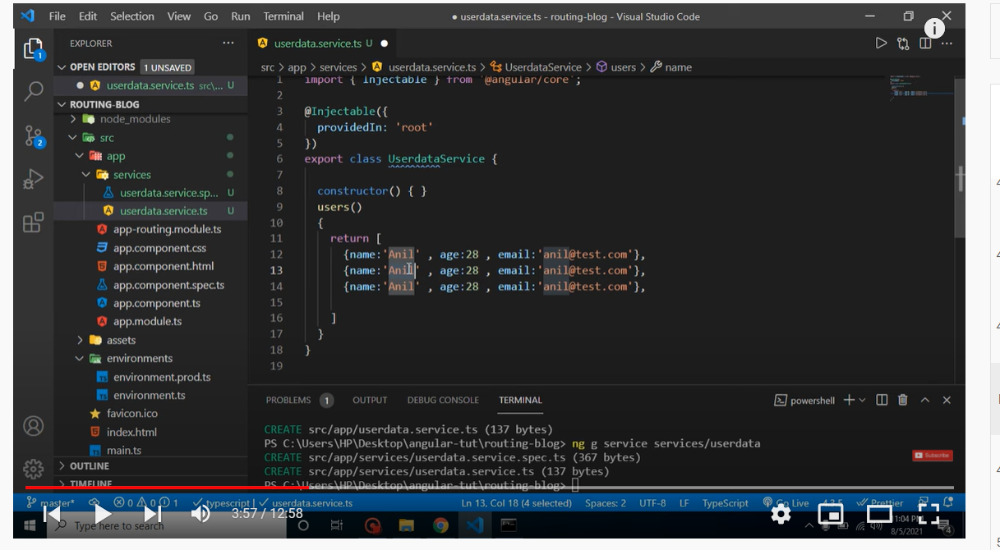 File Edit Selection View Go Run Terminal Help
● userdata.service.ts - routing-blog - Visual Studio Code
i
EXPLORER ...
1
OPEN EDITORS 1 UNSAVED
userdata.service.ts src\... U
ROUTING-BLOG
node_modules
src
app
services
userdata.service.sp... U
userdata.service.ts U
app-routing.module.ts
app.component.css
app.component.html
app.component.spec.ts
app.component.ts
app.module.ts
assets
environments
environment.prod.ts
environment.ts
favicon.ico
index.html
main.ts
OUTLINE
TIMELINE
2
userdata.service.ts U ●
src > app > services > userdata.service.ts > UserdataService > users > name
1 import { Injectable } from '@angular/core';
2
3 @Injectable({
4 providedIn: 'root'
5 })
6 export class UserdataService {
7
8 constructor() { }
9 users()
10 {
11 return [
12 {name:'Anil' , age:28 , email:'anil@test.com'},
13 {name:'Anil' , age:28 , email:'anil@test.com'},
14 {name:'Anil' , age:28 , email:'anil@test.com'},
15
16 ]
17 }
18 }
19
PROBLEMS 1 OUTPUT DEBUG CONSOLE TERMINAL
powershell
CREATE src/app/userdata.service.ts (137 bytes)
PS C:\Users\HP\Desktop\angular-tut\routing-blog> ng g service services/userdata
CREATE src/app/services/userdata.service.spec.ts (367 bytes)
CREATE src/app/services/userdata.service.ts (137 bytes)
PS C:\Users\HP\Desktop\angular-tut\routing-blog>
Subscribe
master* 0 0 1 typescript | userdata.service.ts
Ln 13, Col 18 (4 selected) Spaces: 2 UTF-8 LF TypeScript Go Live 4.3.5 Prettier
3:57 / 12:58
Type here to search
1:04 PM
8/5/2021
4